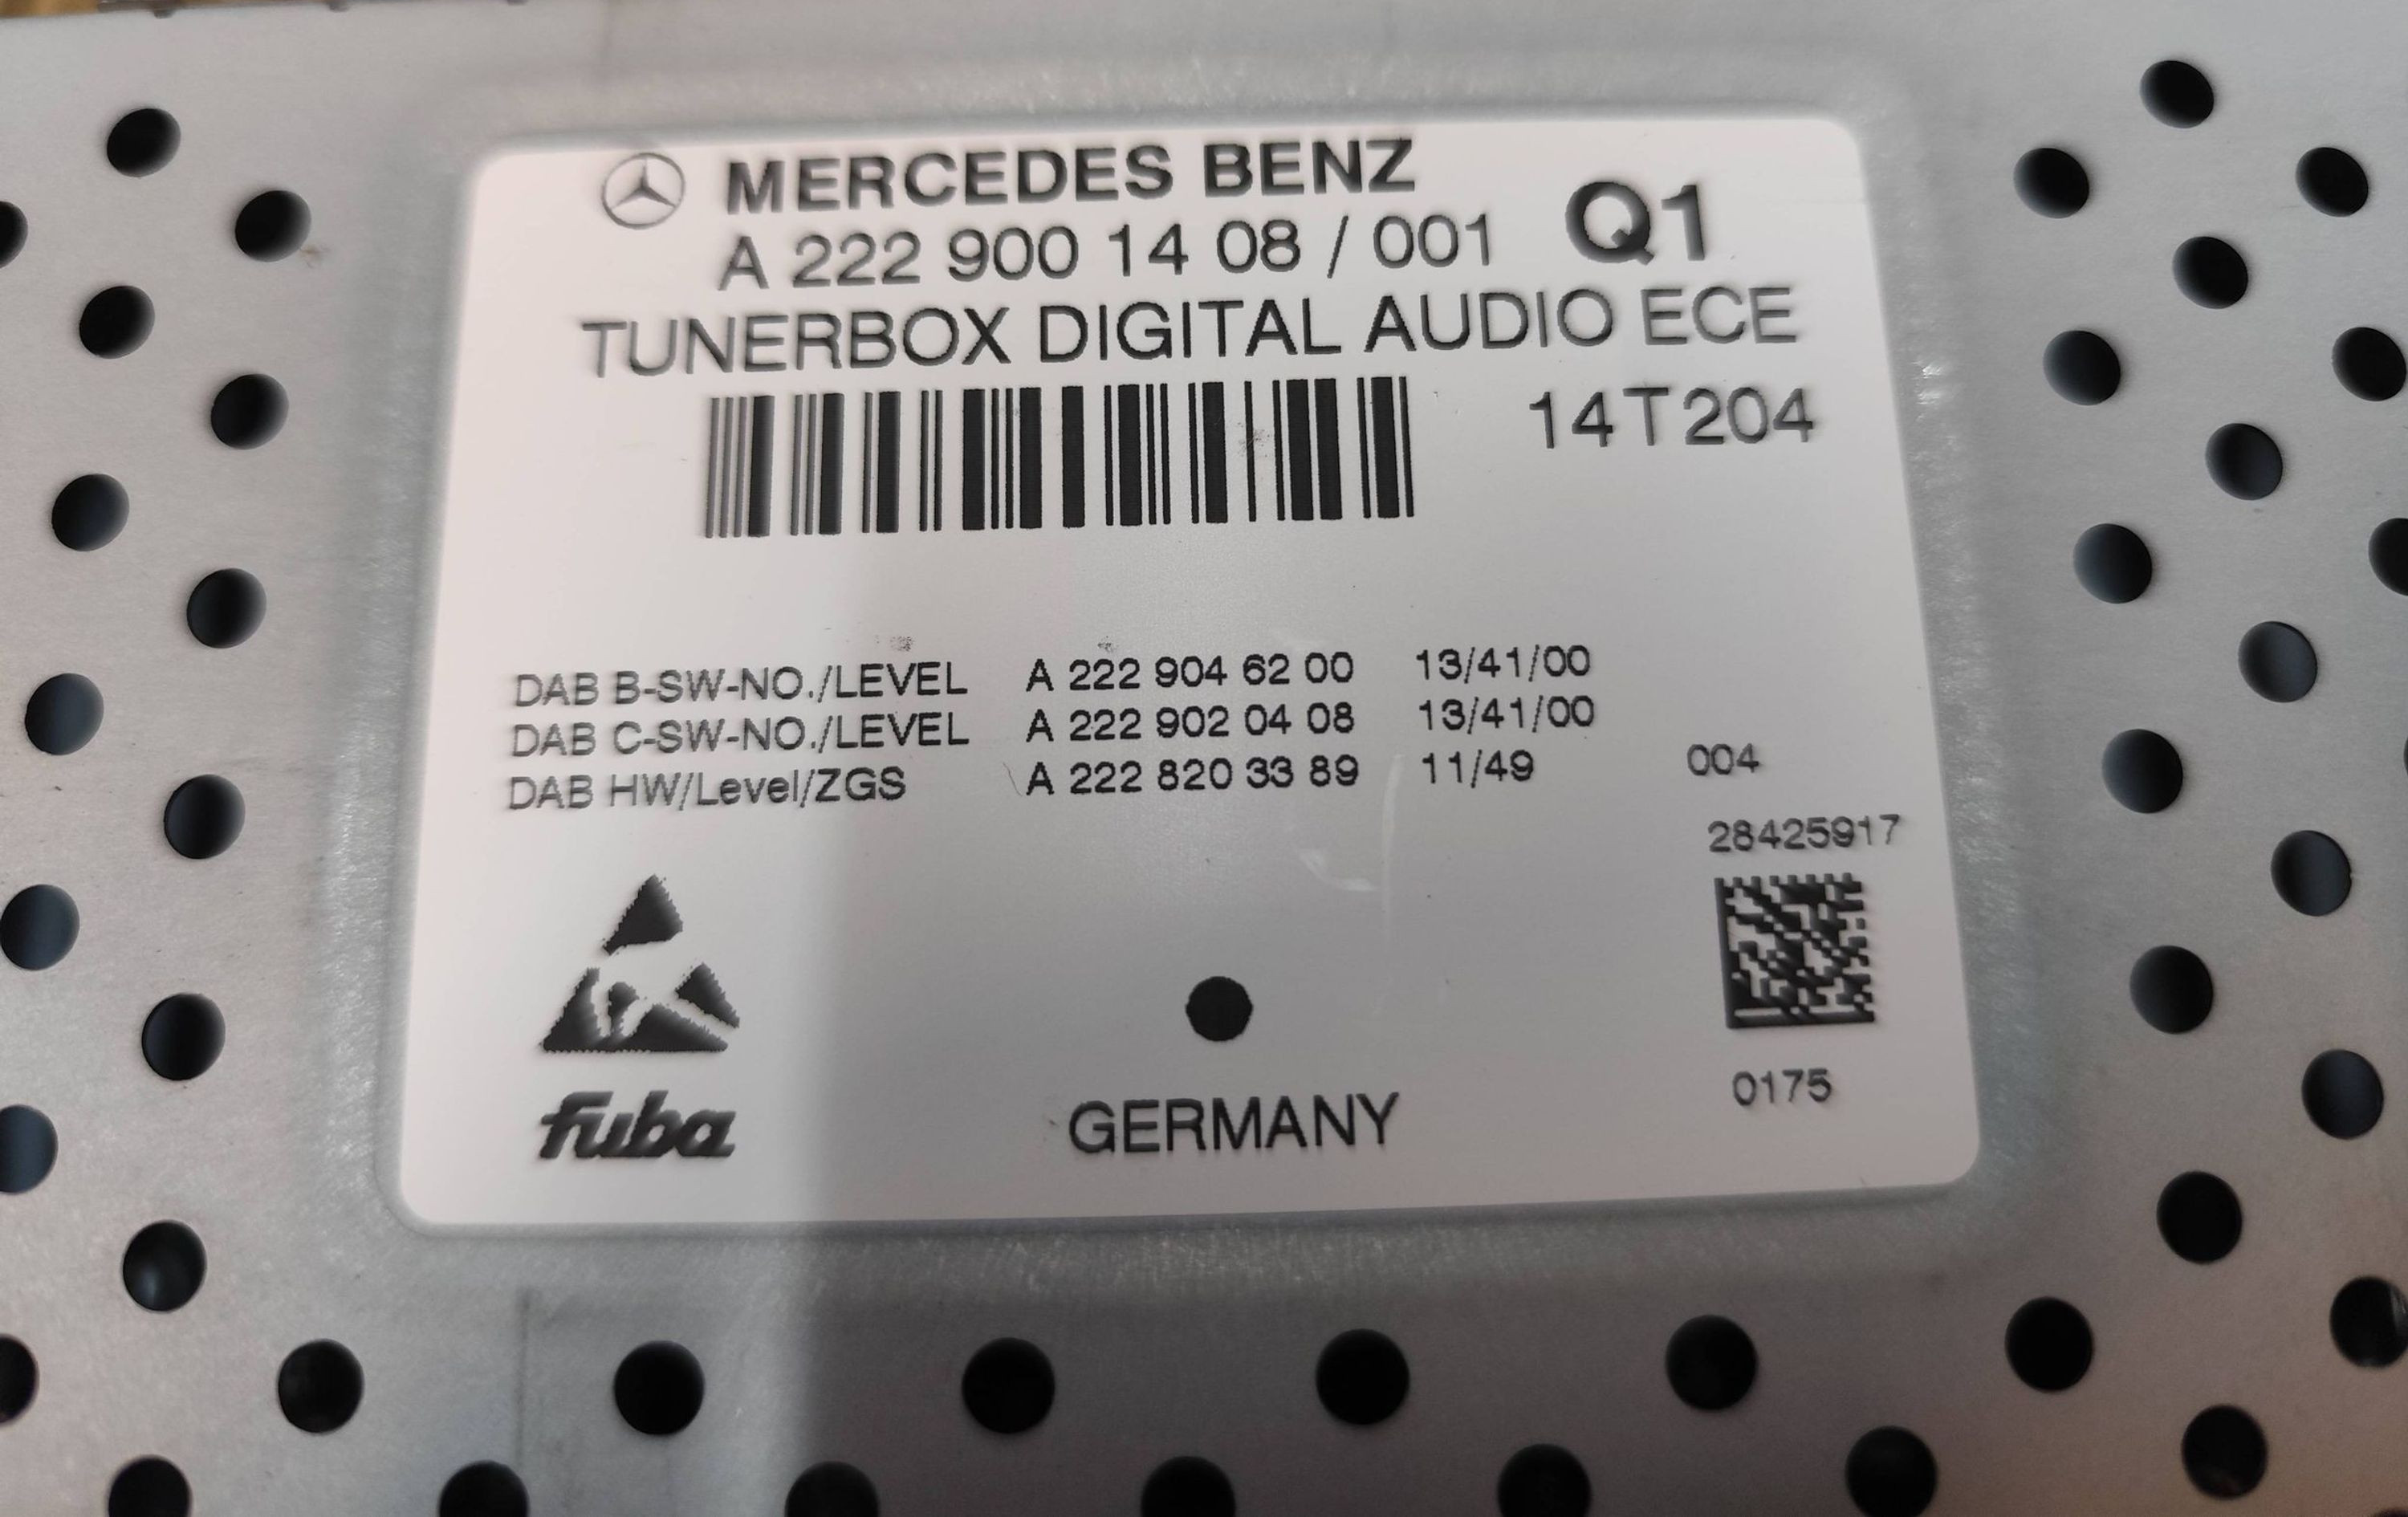 MERCEDES BENZ
A 222 900 14 08 / 001 Q1
TUNERBOX DIGITAL AUDIO ECE
14T204
DAB B-SW-NO./LEVEL A 222 904 62 00 13/41/00
DAB C-SW-NO./LEVEL A 222 902 04 08 13/41/00
DAB HW/Level/ZGS A 222 820 33 89 11/49 004
28425917
0175
fuba
GERMANY